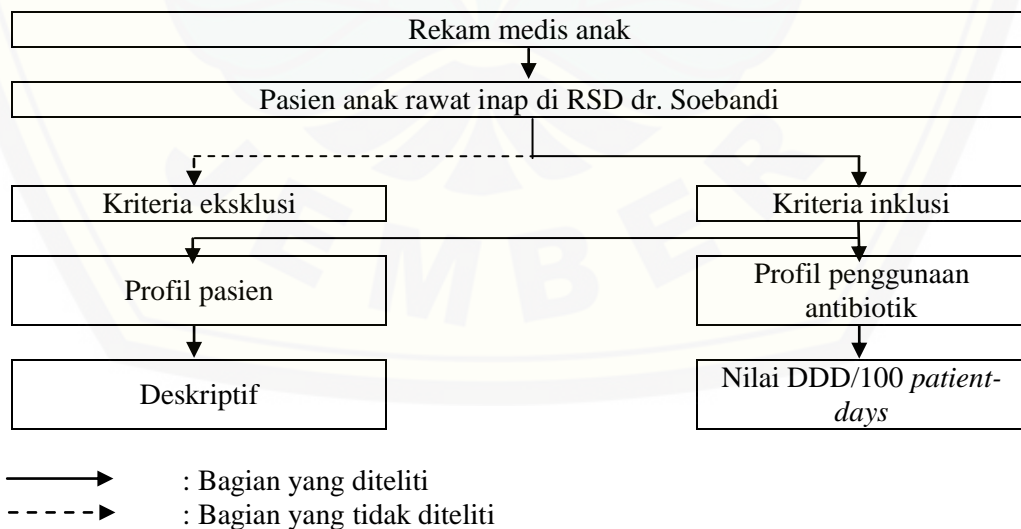 Rekam medis anak
Pasien anak rawat inap di RSD dr. Soebandi
Kriteria eksklusi
Kriteria inklusi
Profil pasien
Profil penggunaan
antibiotik
Deskriptif
Nilai DDD/100 patient-
days
: Bagian yang diteliti
: Bagian yang tidak diteliti
JEMBER